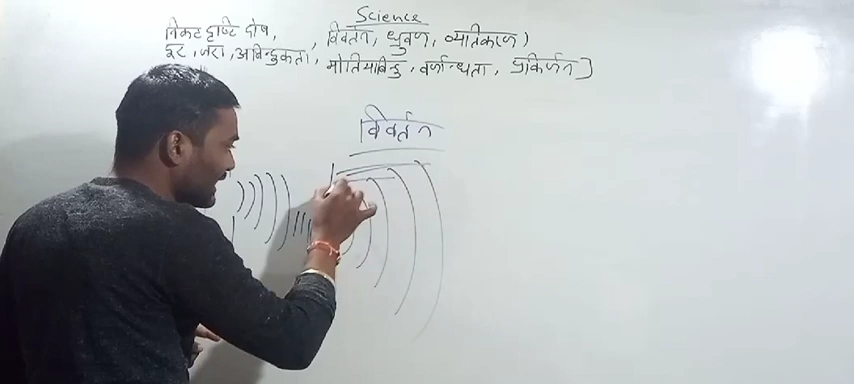 Science
निकट दृष्टि दोष, , विवर्तन, ध्रुवण, व्यतिकरण)
दूर, जरा, अबिन्दुकता, मोतियाबिन्द, वर्णान्धता, प्रकिर्णन]
विवर्तन